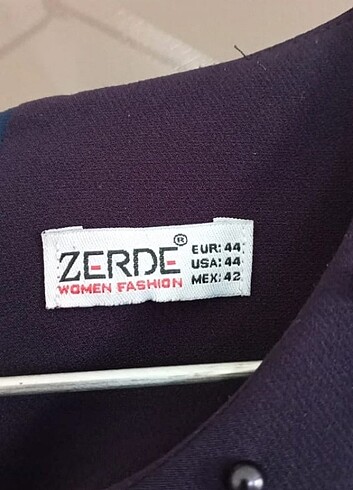 ZERDE®
WOMEN FASHION
EUR: 44
USA: 44
MEX: 42